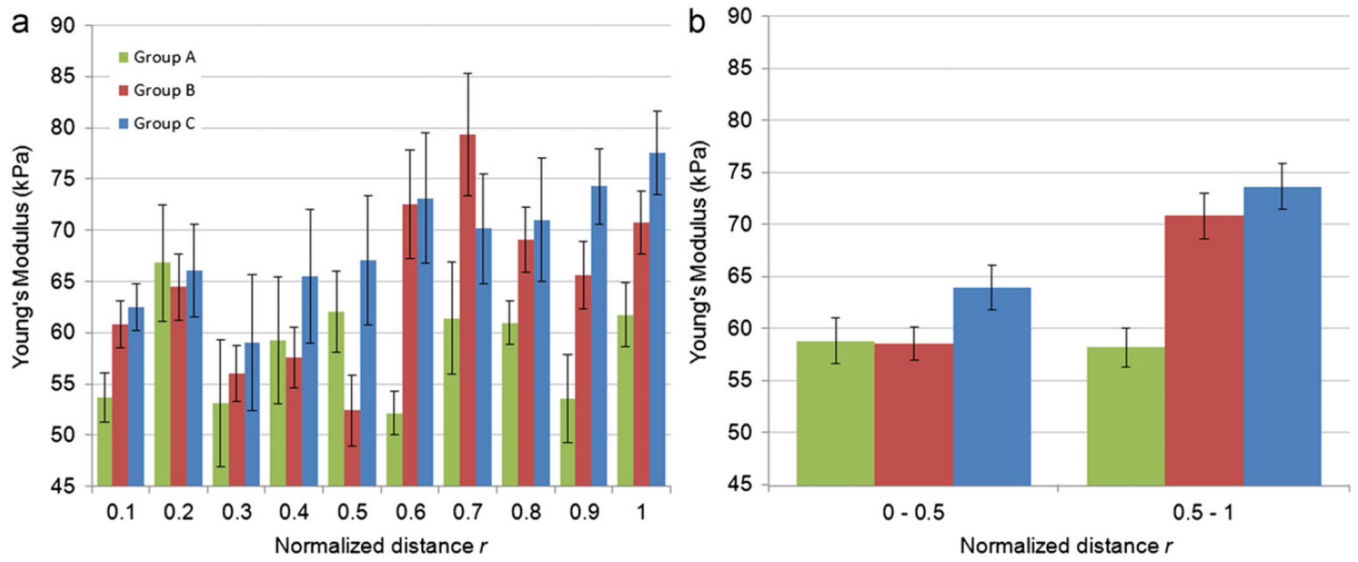 a
90
85
80
75
70
65
60
55
50
45
Young's Modulus (kPa)
Group A
Group B
Group C
0.1 0.2 0.3 0.4 0.5 0.6 0.7 0.8 0.9 1
Normalized distance r
b
90
85
80
75
70
65
60
55
50
45
Young's Modulus (kPa)
0 - 0.5 0.5 - 1
Normalized distance r